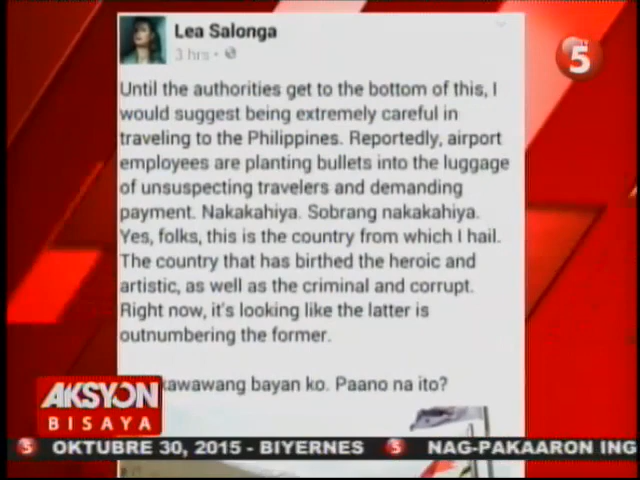 Lea Salonga
3 hrs
Until the authorities get to the bottom of this, I
would suggest being extremely careful in
traveling to the Philippines. Reportedly, airport
employees are planting bullets into the luggage
of unsuspecting travelers and demanding
payment. Nakakahiya. Sobrang nakakahiya.
Yes, folks, this is the country from which I hail.
The country that has birthed the heroic and
artistic, as well as the criminal and corrupt.
Right now, it's looking like the latter is
outnumbering the former.
kawawang bayan ko. Paano na ito?
5
AKSYON
BISAYA
5 OKTUBRE 30, 2015 - BIYERNES 5 NAG-PAKAARON ING